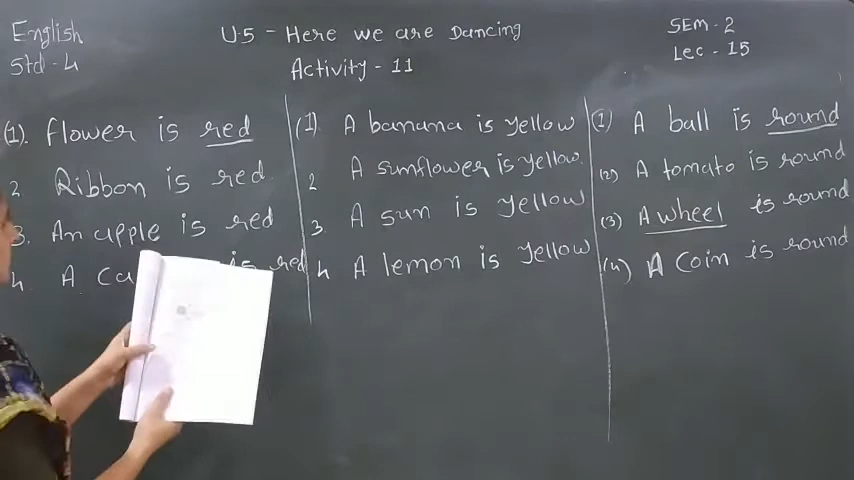 English
Std - 4
U.5 - Here we are Dancing
Activity - 11
SEM - 2
Lec - 15
(1). flower is red
2 Ribbon is red
3. An apple is red
4. A is red
(1). A banana is yellow
2 A sunflower is yellow.
3. A sun is yellow
4 A lemon is yellow
(1) A ball is round
(2) A tomato is round
(3) A wheel is round
(4) A Coin is round